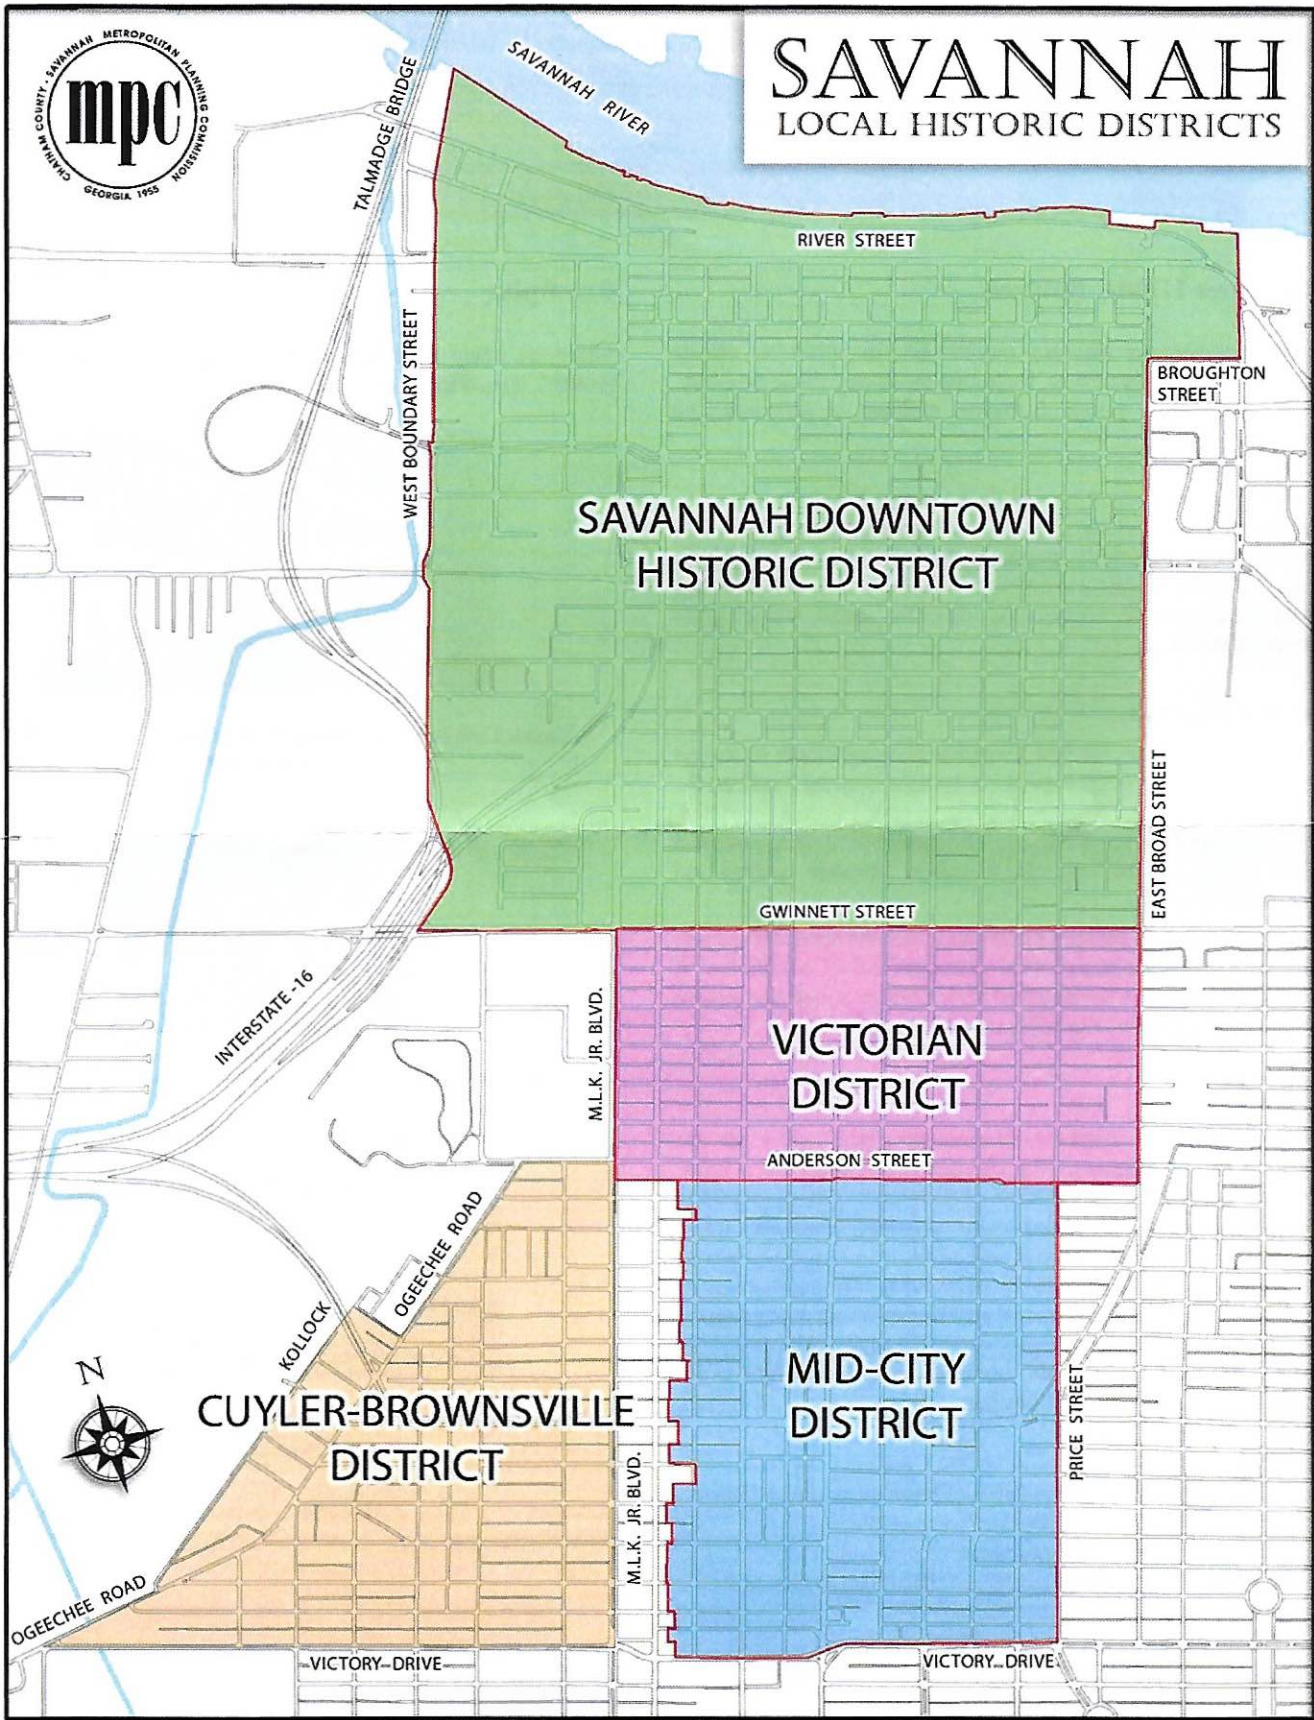 CHATHAM COUNTY - SAVANNAH METROPOLITAN PLANNING COMMISSION
mpc
GEORGIA 1955
SAVANNAH
LOCAL HISTORIC DISTRICTS
SAVANNAH RIVER
TALMADGE BRIDGE
RIVER STREET
WEST BOUNDARY STREET
BROUGHTON
STREET
SAVANNAH DOWNTOWN
HISTORIC DISTRICT
EAST BROAD STREET
GWINNETT STREET
INTERSTATE -16
M.L.K. JR. BLVD.
VICTORIAN
DISTRICT
ANDERSON STREET
OGEECHEE ROAD
KOLLOCK
N
CUYLER-BROWNSVILLE
DISTRICT
MID-CITY
DISTRICT
PRICE STREET
M.L.K. JR. BLVD.
OGEECHEE ROAD
VICTORY DRIVE
VICTORY DRIVE